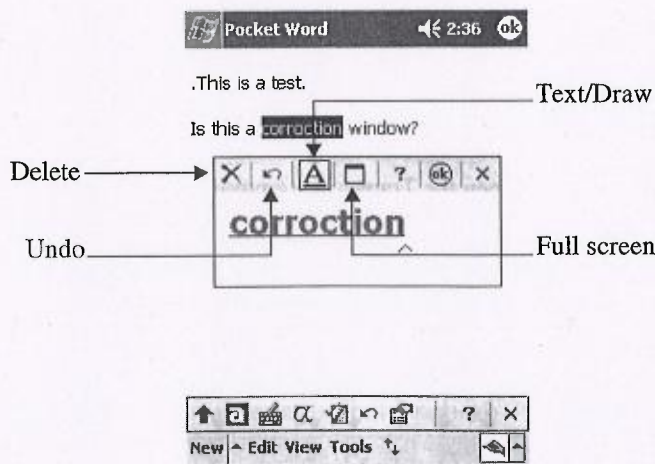 Pocket Word 2:36 ok
.This is a test.
Text/Draw
Is this a corroction window?
Delete
A ? ok ×
corroction
Undo
Full screen
α ? ×
New Edit View Tools